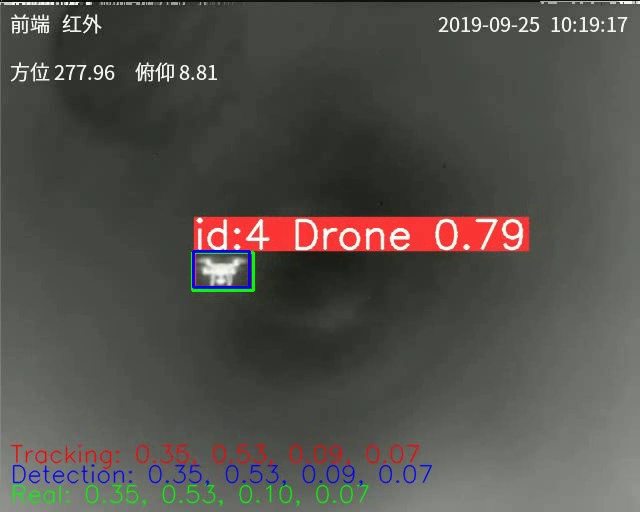 前端 红外 2019-09-25 10:19:17
方位 277.96 俯仰 8.81
id:4 Drone 0.79
Tracking: 0.35, 0.53, 0.09, 0.07
Detection: 0.35, 0.53, 0.09, 0.07
Real: 0.35, 0.53, 0.10, 0.07